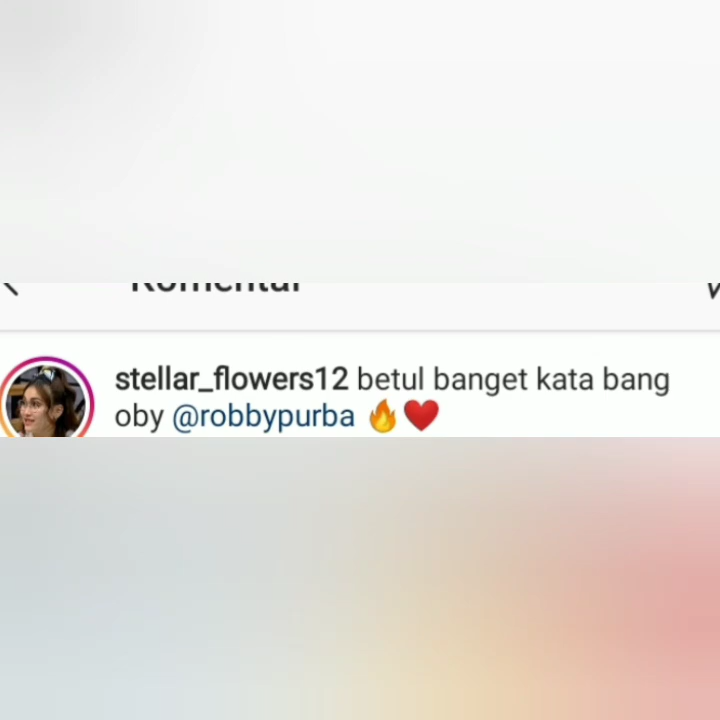 Komentar
stellar_flowers12 betul banget kata bang
oby @robbypurba 🔥❤️